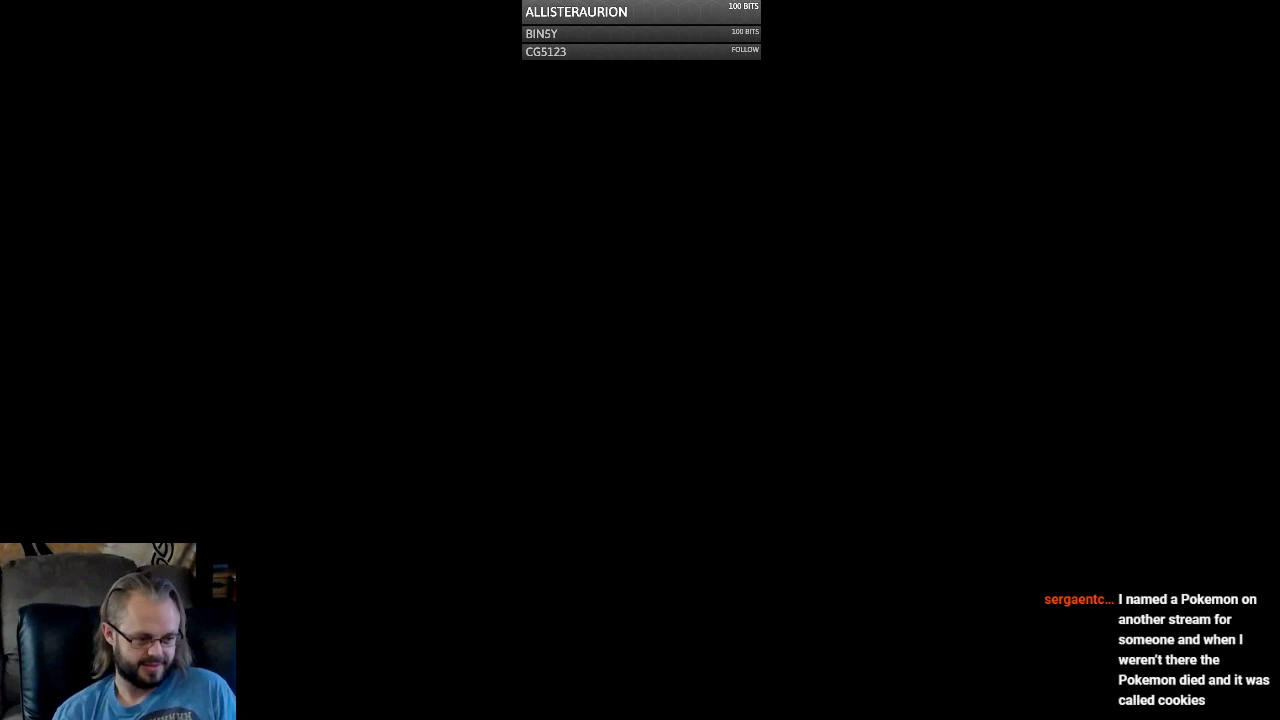 ALLISTERAURION 100 BITS
BIN5Y 100 BITS
CG5123 FOLLOW
sergaentc... I named a Pokemon on
another stream for
someone and when I
weren't there the
Pokemon died and it was
called cookies